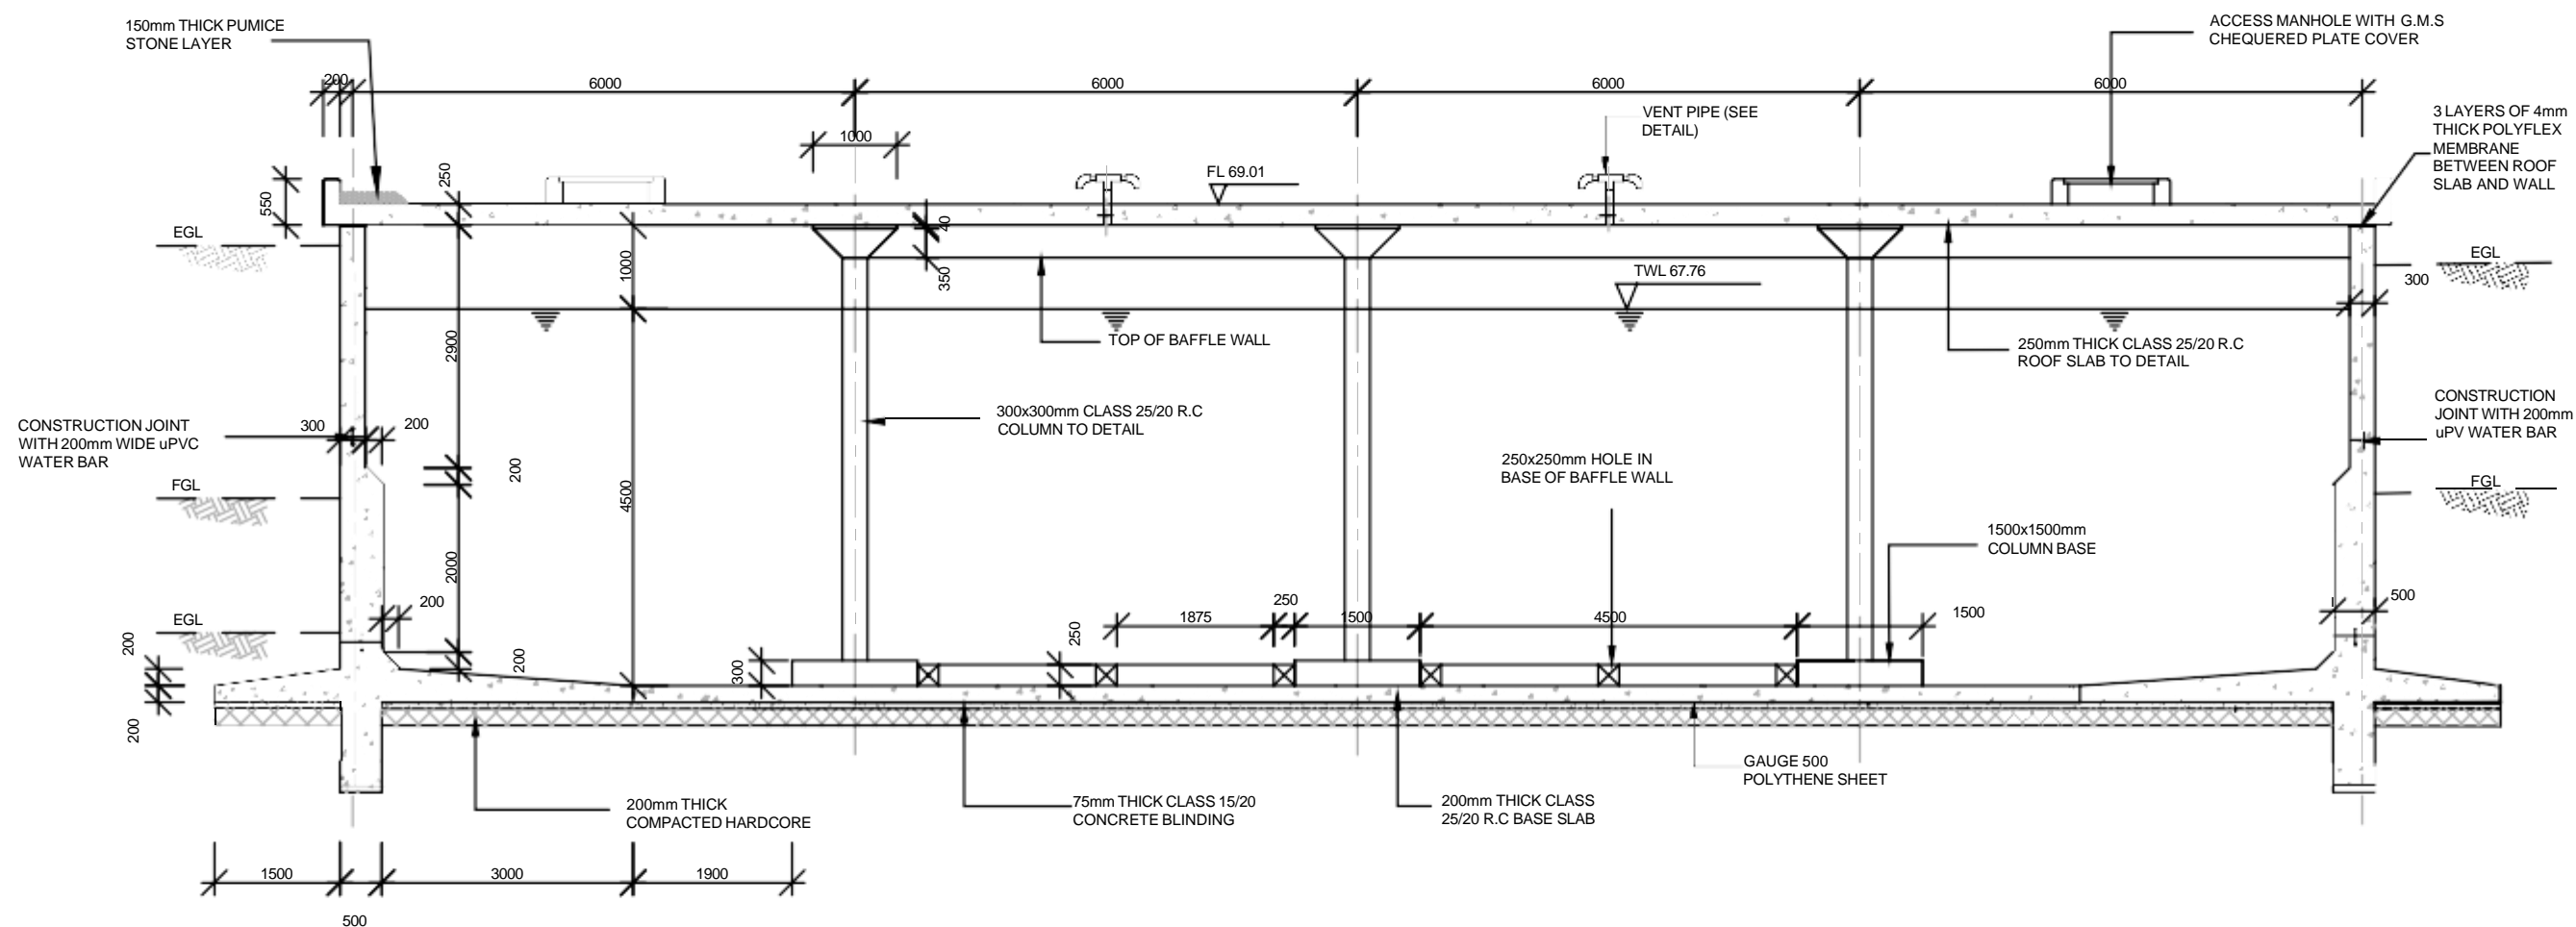 150mm THICK PUMICE
STONE LAYER
ACCESS MANHOLE WITH G.M.S
CHEQUERED PLATE COVER
200
6000
6000
6000
6000
1000
VENT PIPE (SEE
DETAIL)
3 LAYERS OF 4mm
THICK POLYFLEX
MEMBRANE
BETWEEN ROOF
SLAB AND WALL
250
550
FL 69.01
40
350
EGL
EGL
1000
TWL 67.76
300
TOP OF BAFFLE WALL
250mm THICK CLASS 25/20 R.C
ROOF SLAB TO DETAIL
2900
CONSTRUCTION JOINT
WITH 200mm WIDE uPVC
WATER BAR
300
200
300x300mm CLASS 25/20 R.C
COLUMN TO DETAIL
CONSTRUCTION
JOINT WITH 200mm
uPV WATER BAR
200
4500
250x250mm HOLE IN
BASE OF BAFFLE WALL
FGL
FGL
1500x1500mm
COLUMN BASE
2000
200
EGL
200
200
300
250
1875
250
1500
4500
1500
500
200
GAUGE 500
POLYTHENE SHEET
200mm THICK
COMPACTED HARDCORE
75mm THICK CLASS 15/20
CONCRETE BLINDING
200mm THICK CLASS
25/20 R.C BASE SLAB
1500
3000
1900
500